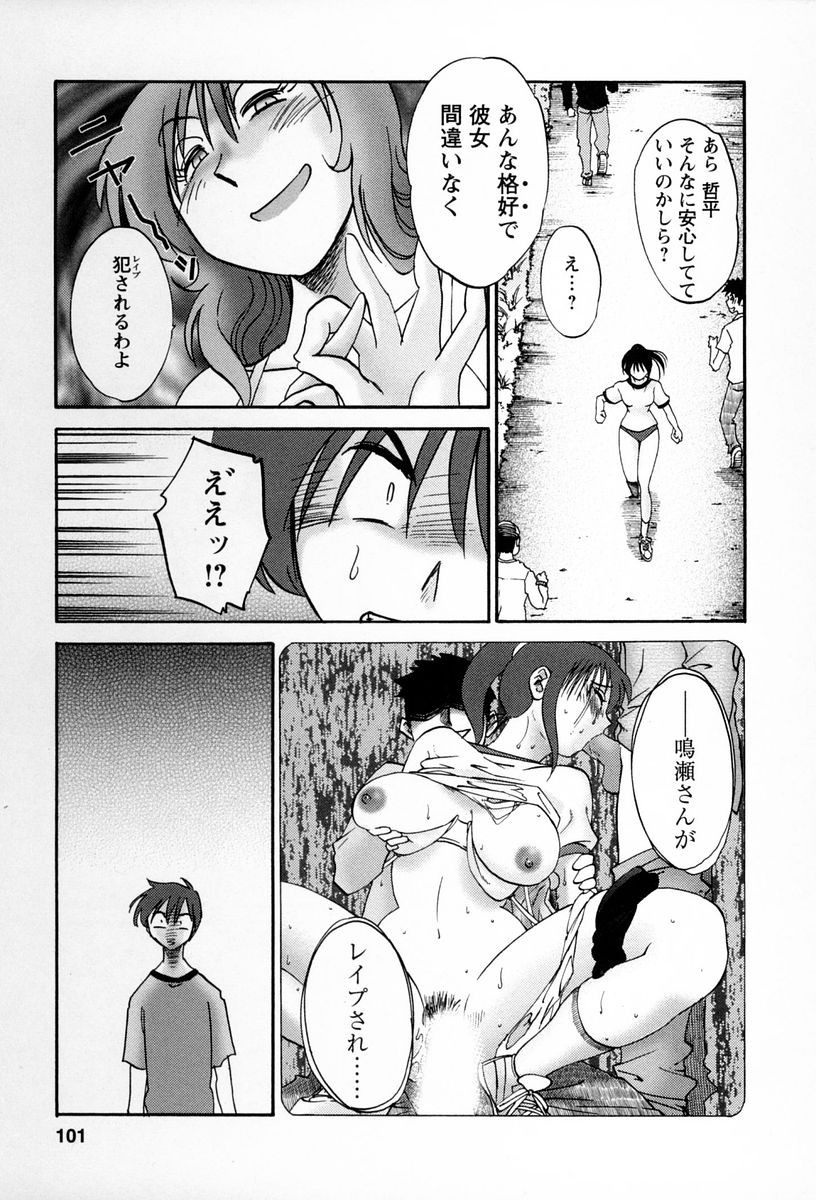 あら 哲平
そんなに安心してて
いいのかしら?
え…?
あんな格好で
彼女
間違いなく
ニヤ〜〜ッ
犯されるわよ
レイプ
え゛えッ!?
──鳴瀬さんが
レイプされ……
101